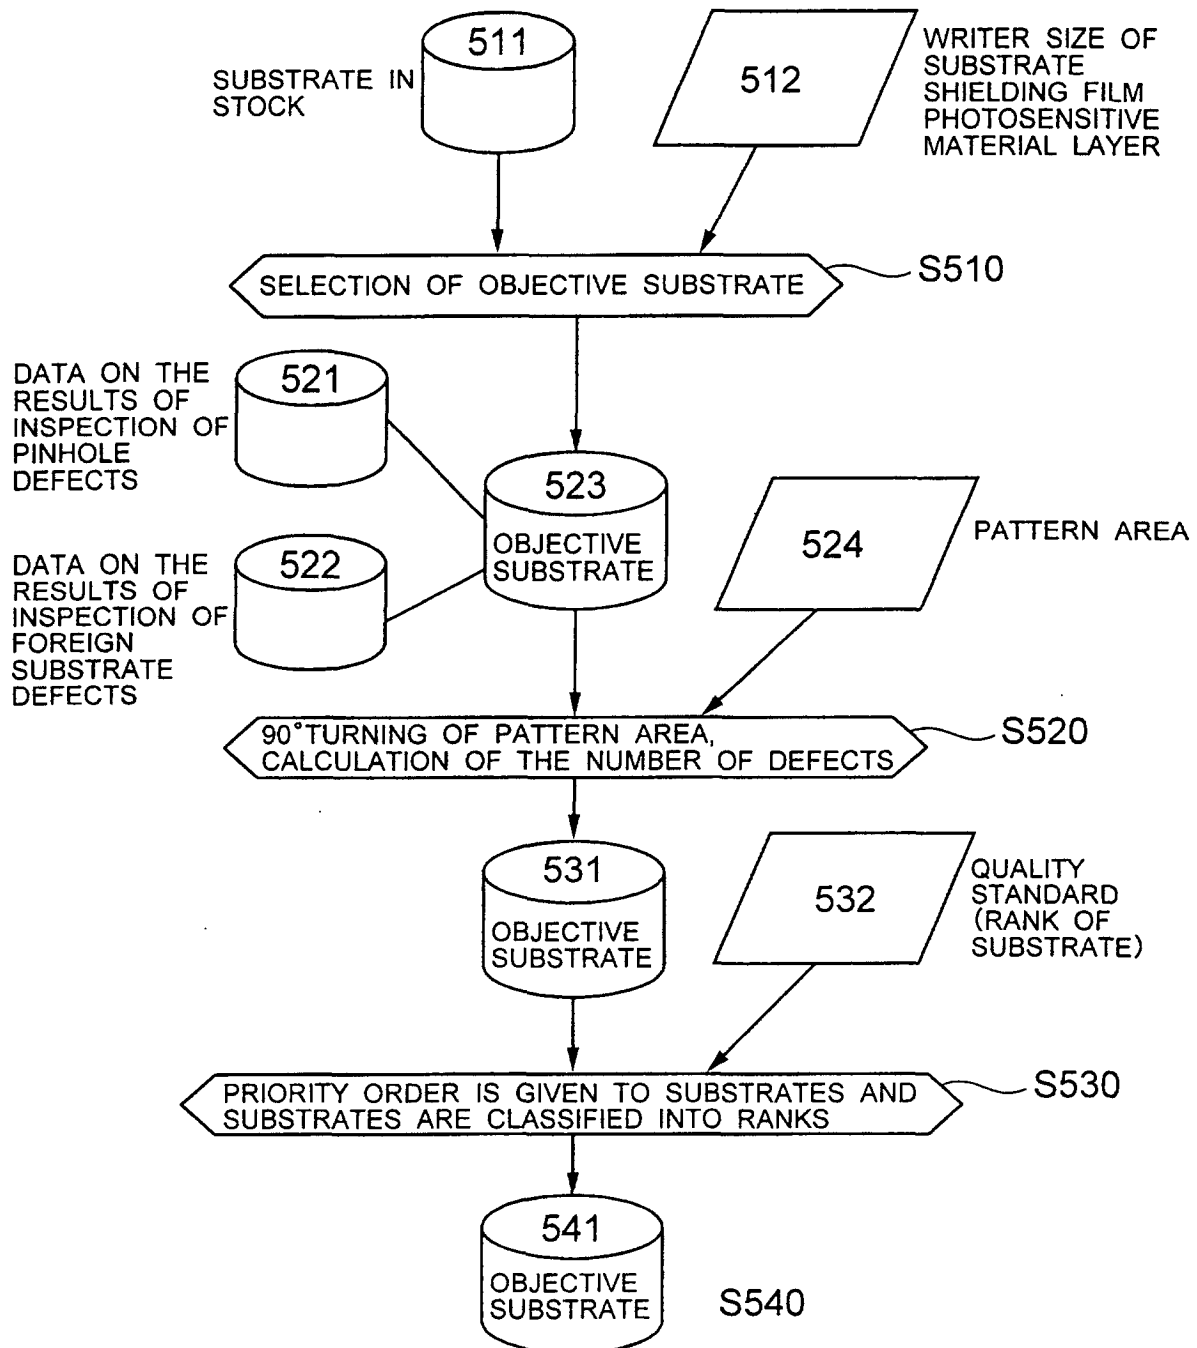 511
SUBSTRATE IN
STOCK
512
WRITER SIZE OF
SUBSTRATE
SHIELDING FILM
PHOTOSENSITIVE
MATERIAL LAYER
SELECTION OF OBJECTIVE SUBSTRATE
S510
DATA ON THE
RESULTS OF
INSPECTION OF
PINHOLE
DEFECTS
521
523
OBJECTIVE
SUBSTRATE
524
PATTERN AREA
DATA ON THE
RESULTS OF
INSPECTION OF
FOREIGN
SUBSTRATE
DEFECTS
522
90°TURNING OF PATTERN AREA,
CALCULATION OF THE NUMBER OF DEFECTS
S520
531
OBJECTIVE
SUBSTRATE
532
QUALITY
STANDARD
(RANK OF
SUBSTRATE)
PRIORITY ORDER IS GIVEN TO SUBSTRATES AND
SUBSTRATES ARE CLASSIFIED INTO RANKS
S530
541
OBJECTIVE
SUBSTRATE
S540